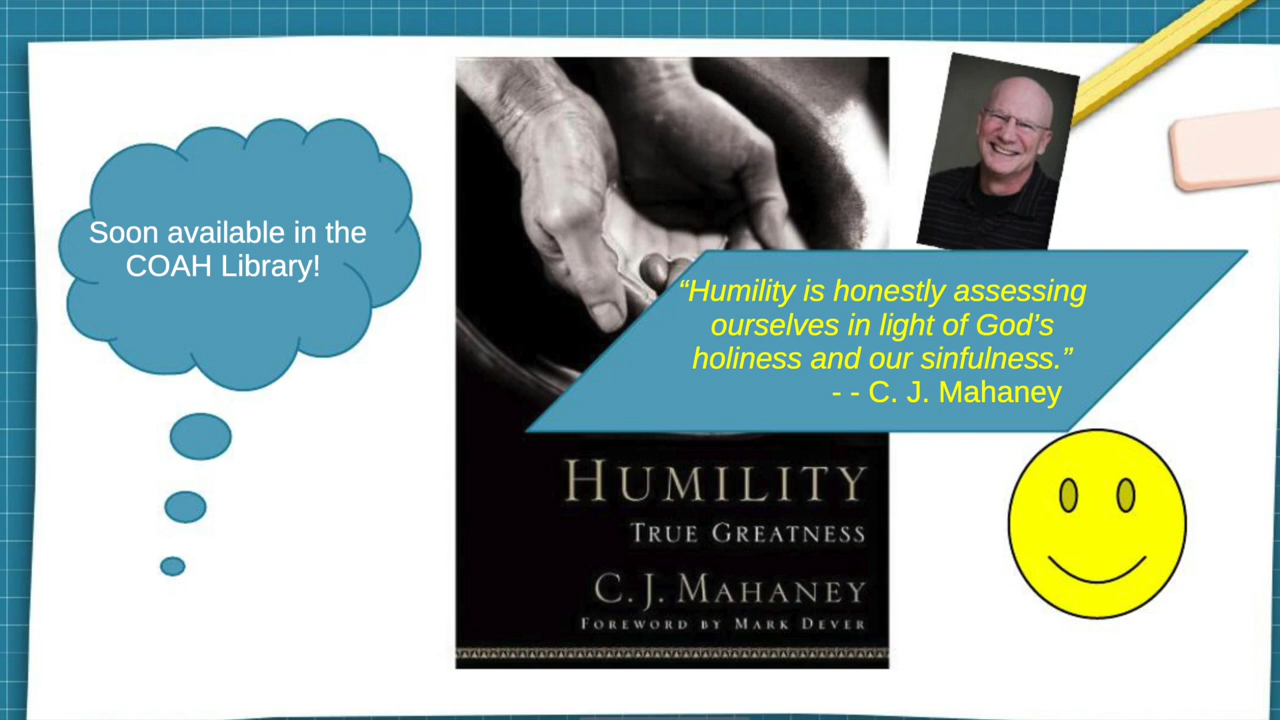 Soon available in the
COAH Library!
“Humility is honestly assessing
ourselves in light of God’s
holiness and our sinfulness.”
- - C. J. Mahaney
HUMILITY
TRUE GREATNESS
C. J. MAHANEY
FOREWORD BY MARK DEVER